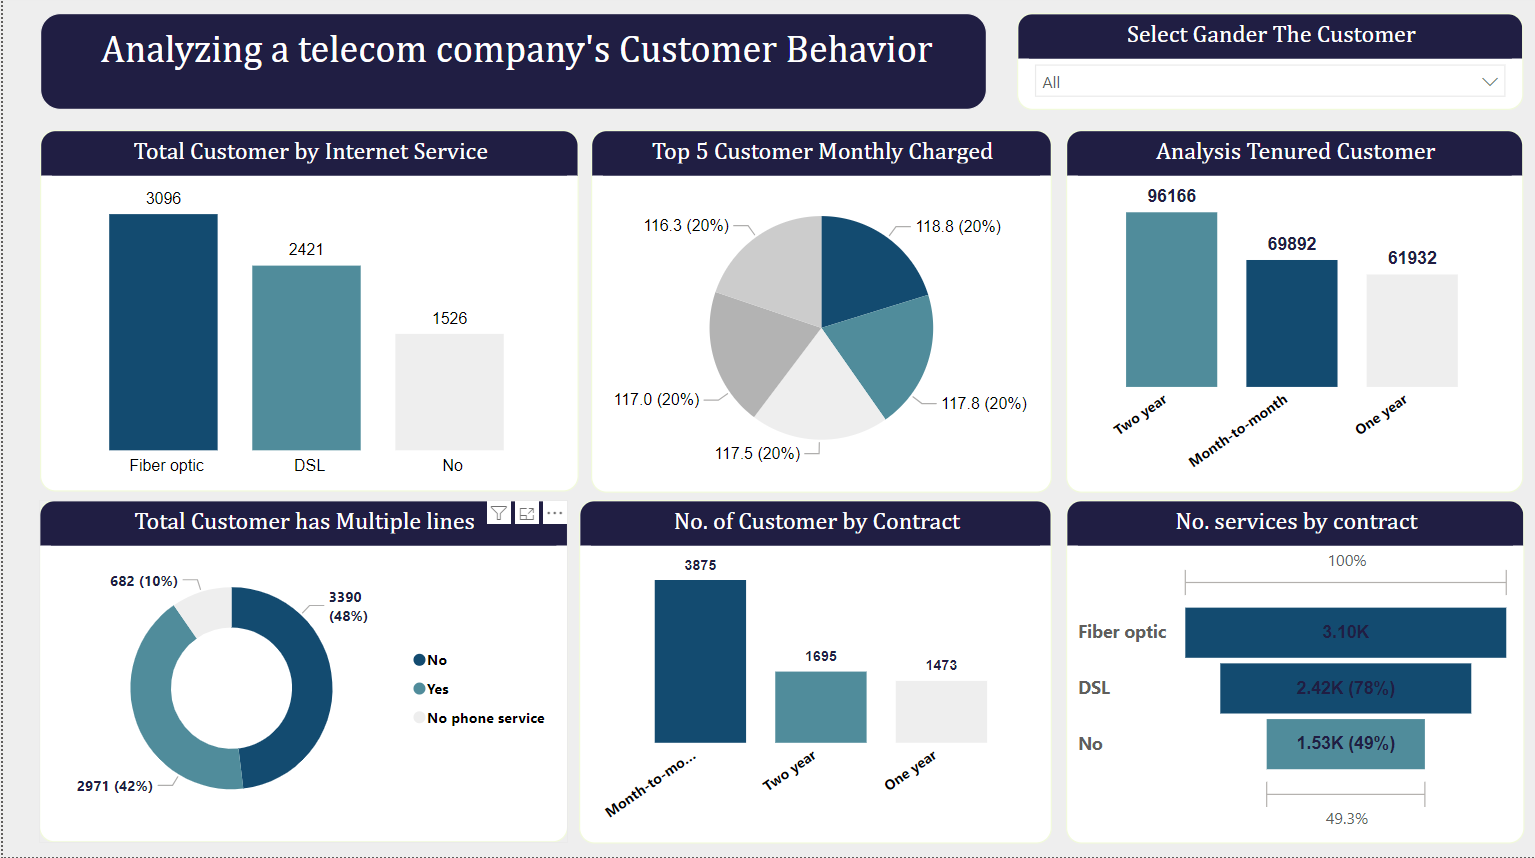 Analyzing a telecom company's Customer Behavior
Select Gander The Customer
All
Total Customer by Internet Service
3096
2421
1526
Fiber optic
DSL
No
Top 5 Customer Monthly Charged
116.3 (20%)
118.8 (20%)
117.0 (20%)
117.8 (20%)
117.5 (20%)
Analysis Tenured Customer
96166
69892
61932
Two year
Month-to-month
One year
Total Customer has Multiple lines
682 (10%)
3390
(48%)
No
Yes
No phone service
2971 (42%)
No. of Customer by Contract
3875
1695
1473
Month-to-mo...
Two year
One year
No. services by contract
100%
Fiber optic
3.10K
DSL
2.42K (78%)
No
1.53K (49%)
49.3%